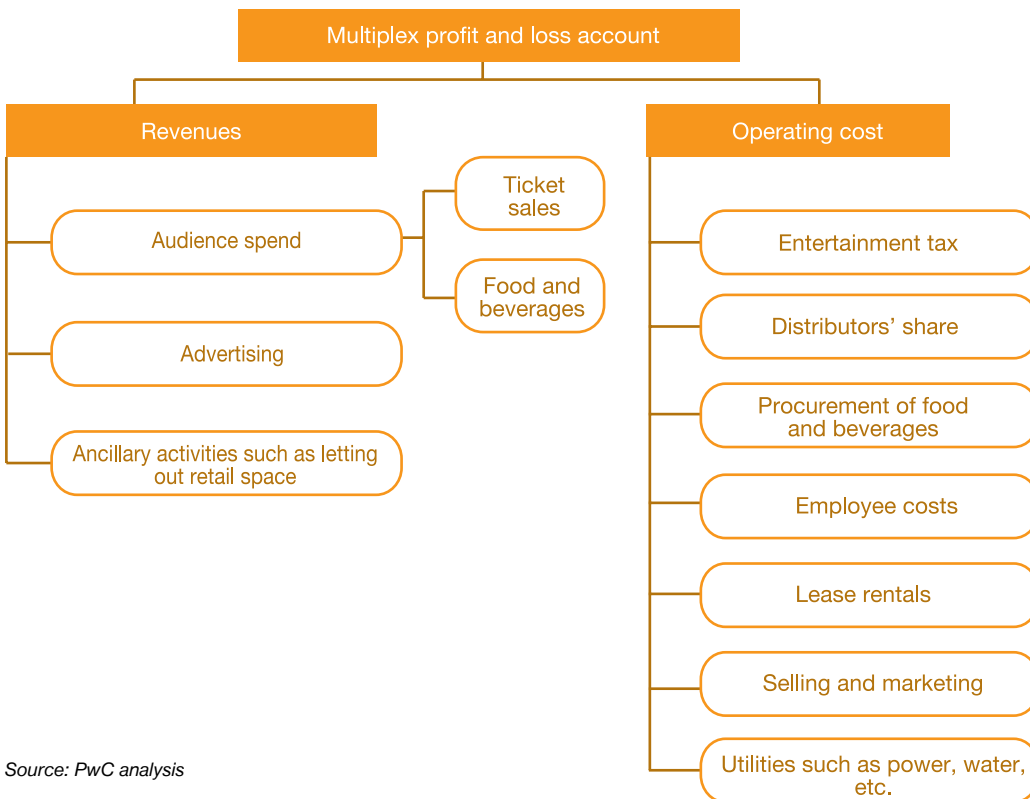 Multiplex profit and loss account
Revenues
Operating cost
Audience spend
Ticket
sales
Food and
beverages
Advertising
Ancillary activities such as letting
out retail space
Entertainment tax
Distributors’ share
Procurement of food
and beverages
Employee costs
Lease rentals
Selling and marketing
Utilities such as power, water,
etc.
Source: PwC analysis